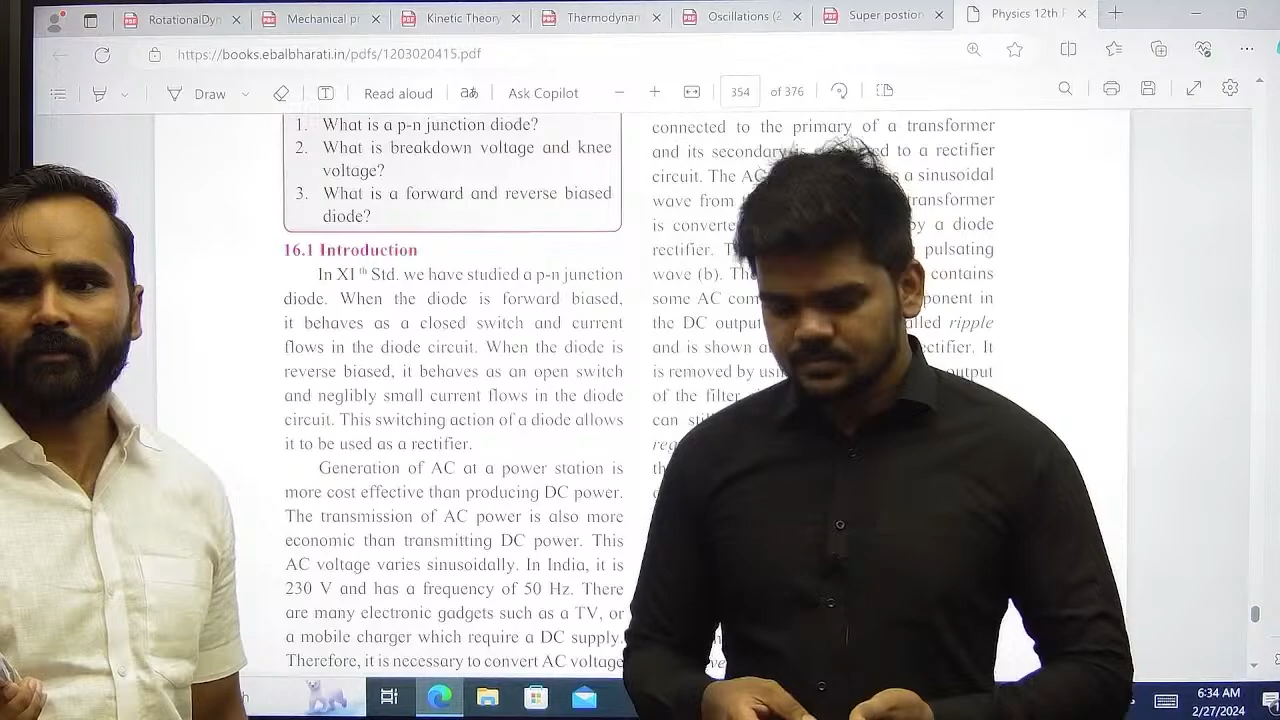 RotationalDyn
Mechanical pr
Kinetic Theory
Thermodynan
Oscillations (2
Super postion
Physics 12th
https://books.ebalbharati.in/pdfs/1203020415.pdf
Draw
Read aloud
Ask Copilot
354
of 376
1. What is a p-n junction diode?
2. What is breakdown voltage and knee
voltage?
3. What is a forward and reverse biased
diode?
16.1 Introduction
In XIth Std. we have studied a p-n junction
diode. When the diode is forward biased,
it behaves as a closed switch and current
flows in the diode circuit. When the diode is
reverse biased, it behaves as an open switch
and neglibly small current flows in the diode
circuit. This switching action of a diode allows
it to be used as a rectifier.
Generation of AC at a power station is
more cost effective than producing DC power.
The transmission of AC power is also more
economic than transmitting DC power. This
AC voltage varies sinusoidally. In India, it is
230 V and has a frequency of 50 Hz. There
are many electronic gadgets such as a TV, or
a mobile charger which require a DC supply.
Therefore, it is necessary to convert AC voltage
connected to the primary of a transformer
and its secondary is to a rectifier
circuit. The AC a sinusoidal
wave from transformer
is by a diode
rectifier. pulsating
wave (b). contains
some AC in
the DC output ripple
and is shown It
is removed by output
of the filter
can
6:34 AM
2/27/2024